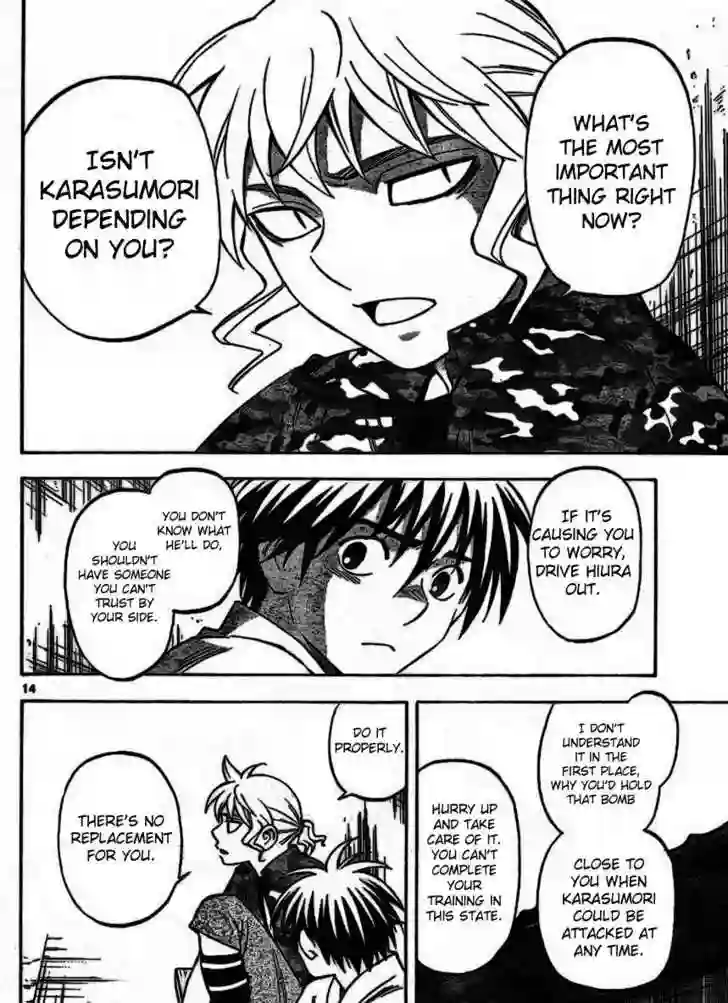 WHAT'S
THE MOST
IMPORTANT
THING RIGHT
NOW?
ISN'T
KARASUMORI
DEPENDING
ON YOU?
IF IT'S
CAUSING YOU
TO WORRY,
DRIVE HIURA
OUT.
YOU DON'T
KNOW WHAT
HE'LL DO,
YOU
SHOULDN'T
HAVE SOMEONE
YOU CAN'T
TRUST BY
YOUR SIDE.
14
I DON'T
UNDERSTAND
IT IN THE
FIRST PLACE,
WHY YOU'D HOLD
THAT BOMB
CLOSE TO
YOU WHEN
KARASUMORI
COULD BE
ATTACKED AT
ANY TIME.
HURRY UP
AND TAKE
CARE OF IT.
YOU CAN'T
COMPLETE
YOUR
TRAINING IN
THIS STATE.
DO IT
PROPERLY.
THERE'S NO
REPLACEMENT
FOR YOU.